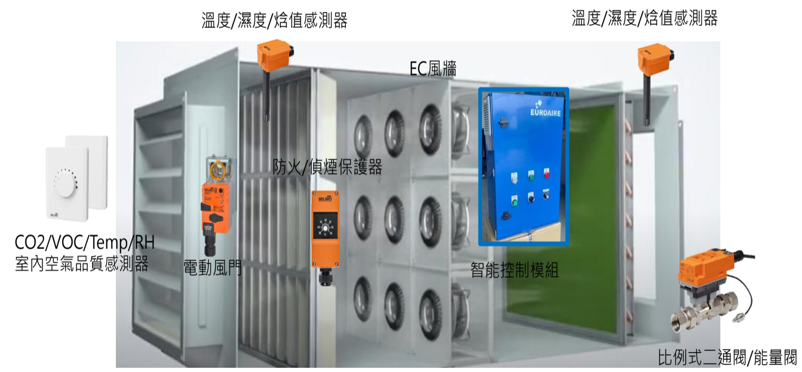 溫度/濕度/焓值感測器
溫度/濕度/焓值感測器
EC風牆
EUROAIRE
防火/偵煙保護器
BELIMO
CO2/VOC/Temp/RH
室內空氣品質感測器
電動風門
智能控制模組
比例式二通閥/能量閥